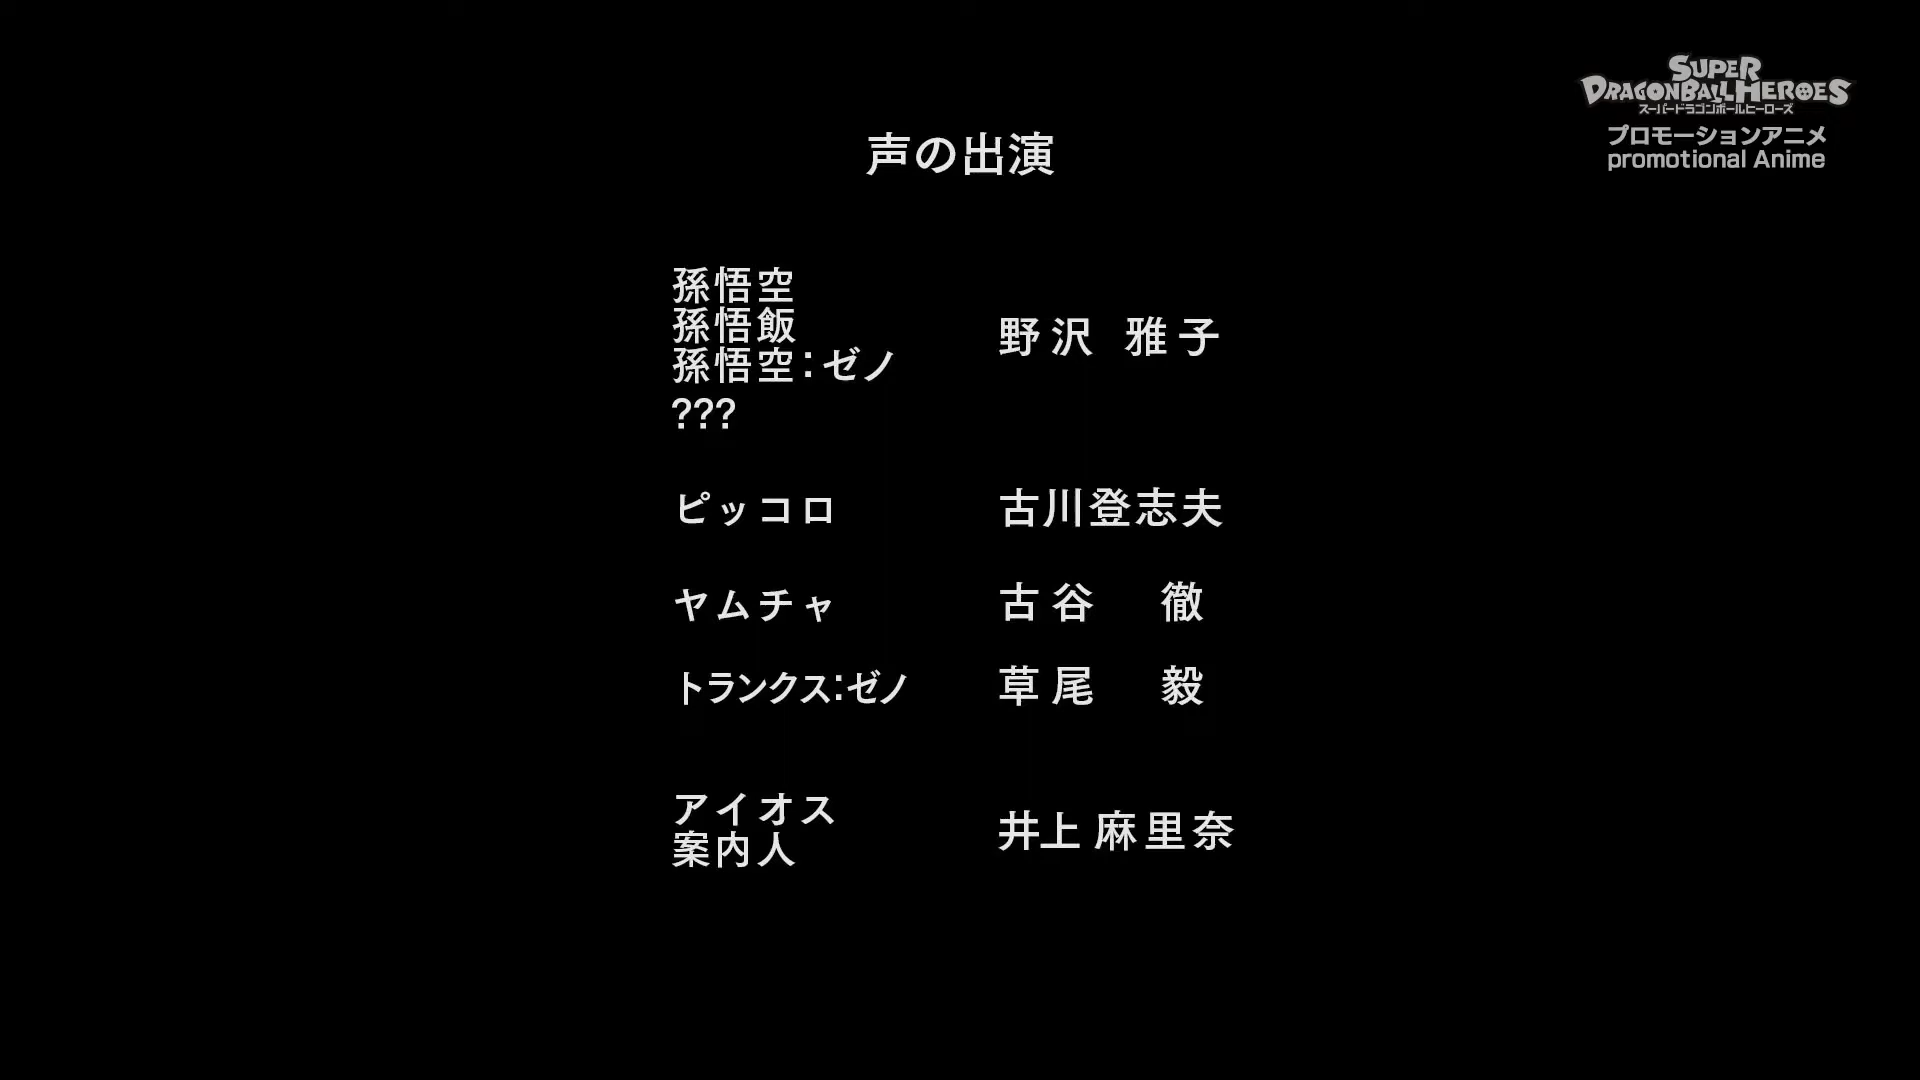 SUPER
DRAGONBALL HEROES
スーパードラゴンボールヒーローズ
プロモーションアニメ
promotional Anime
声の出演
孫悟空
孫悟飯
孫悟空：ゼノ
???
野沢 雅子
ピッコロ 古川登志夫
ヤムチャ 古谷 徹
トランクス：ゼノ 草尾 毅
アイオス
案内人
井上 麻里奈